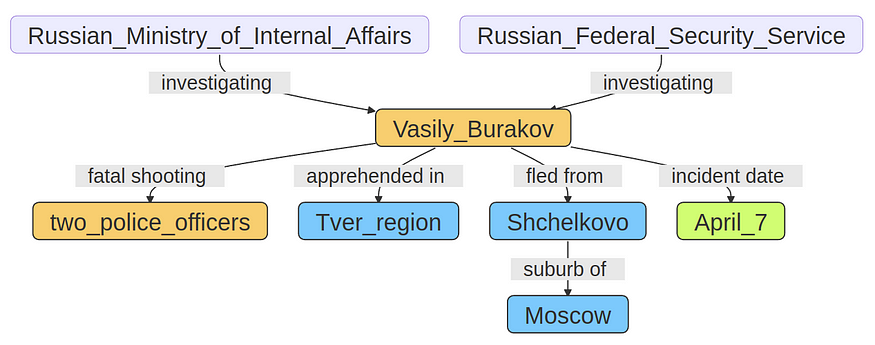 Russian_Ministry_of_Internal_Affairs
Russian_Federal_Security_Service
investigating
investigating
Vasily_Burakov
fatal shooting
apprehended in
fled from
incident date
two_police_officers
Tver_region
Shchelkovo
April_7
suburb of
Moscow